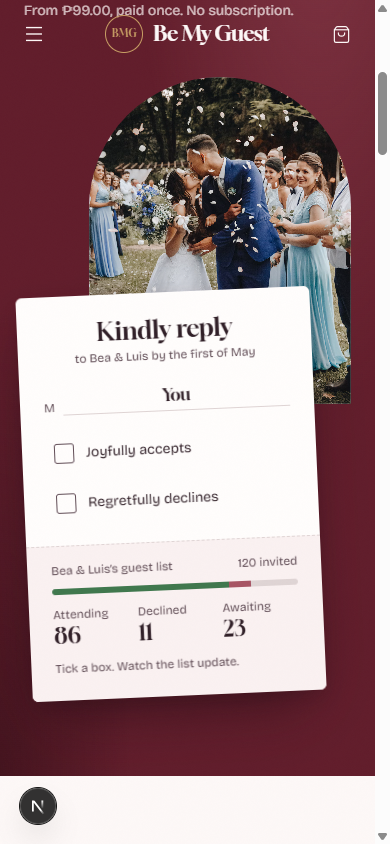 From ₱99.00, paid once. No subscription.
BMG Be My Guest
Kindly reply
to Bea & Luis by the first of May
M You
Joyfully accepts
Regretfully declines
Bea & Luis's guest list 120 invited
Attending Declined Awaiting
86 11 23
Tick a box. Watch the list update.
N